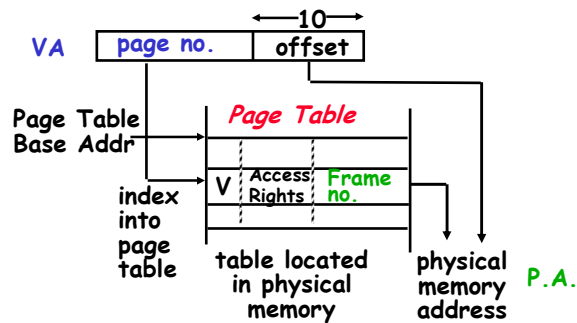 10
VA page no. offset
Page Table
Page Table
Base Addr
V Access
Rights Frame
no.
index
into
page
table
table located
in physical
memory
physical
memory
address
P.A.